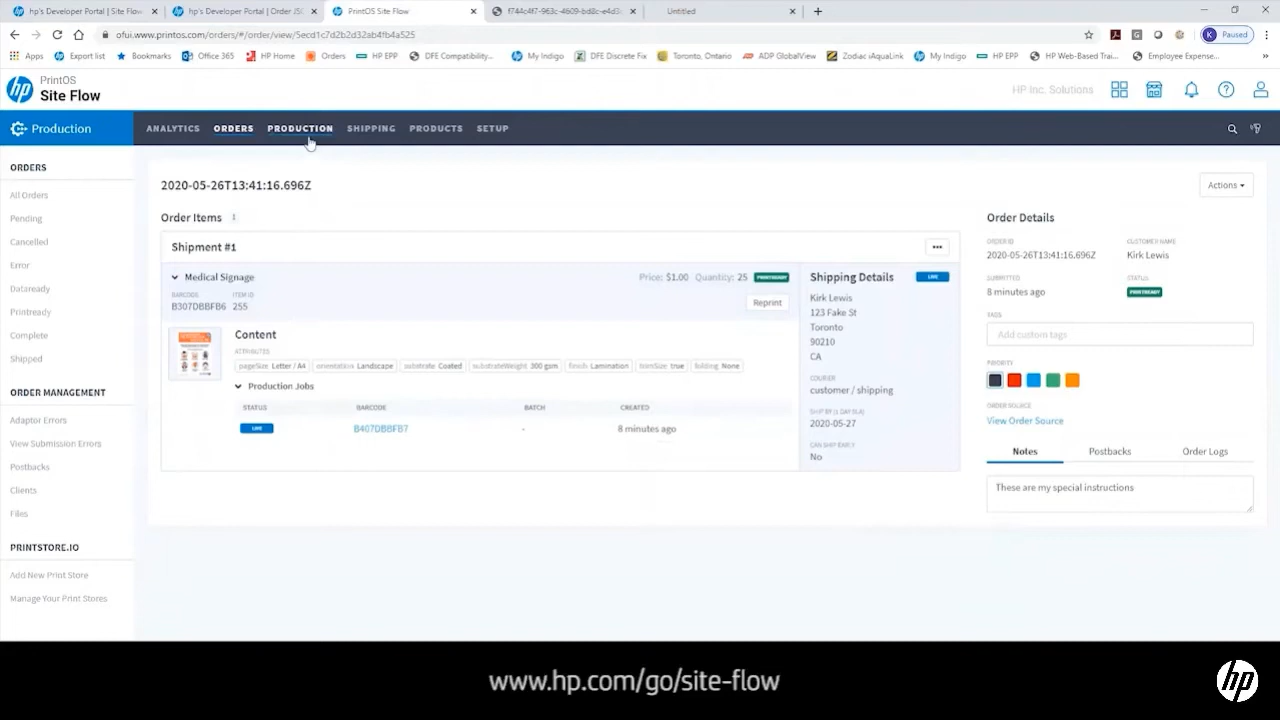 hp's Developer Portal | Site Flow
hp's Developer Portal | Order JSO
PrintOS Site Flow
f744c4f7-963c-4609-bd8c-e4d3c
Untitled
ofui.www.printos.com/orders/#/order/view/5ecd1c7d2b2d32ab4fb4a525
K Paused
Apps
Export list
Bookmarks
Office 365
HP Home
Orders
HP EPP
DFE Compatibility...
My Indigo
DFE Discrete Fix
Toronto, Ontario
ADP GlobalView
Zodiac iAquaLink
My Indigo
HP EPP
HP Web-Based Trai...
Employee Expense...
PrintOS
Site Flow
HP Inc. Solutions
Production
ANALYTICS
ORDERS
PRODUCTION
SHIPPING
PRODUCTS
SETUP
ORDERS
All Orders
Pending
Cancelled
Error
Dataready
Printready
Complete
Shipped
ORDER MANAGEMENT
Adaptor Errors
View Submission Errors
Postbacks
Clients
Files
PRINTSTORE.IO
Add New Print Store
Manage Your Print Stores
2020-05-26T13:41:16.696Z
Actions
Order Items 1
Shipment #1
Medical Signage
Price: $1.00 Quantity: 25 PRINTREADY
BARCODE ITEM ID
B307DBBFB6 255
Reprint
Content
ATTRIBUTES
pageSize Letter / A4
orientation Landscape
substrate Coated
substrateWeight 300 gsm
finish Lamination
trimSize true
folding None
Production Jobs
STATUS BARCODE BATCH CREATED
LIVE B407DBBFB7 - 8 minutes ago
Shipping Details LIVE
Kirk Lewis
123 Fake St
Toronto
90210
CA
COURIER
customer / shipping
SHIP BY (1 DAY SLA)
2020-05-27
CAN SHIP EARLY
No
Order Details
ORDER ID CUSTOMER NAME
2020-05-26T13:41:16.696Z Kirk Lewis
SUBMITTED STATUS
8 minutes ago PRINTREADY
TAGS
Add custom tags
PRIORITY
ORDER SOURCE
View Order Source
Notes
Postbacks
Order Logs
These are my special instructions
www.hp.com/go/site-flow
hp